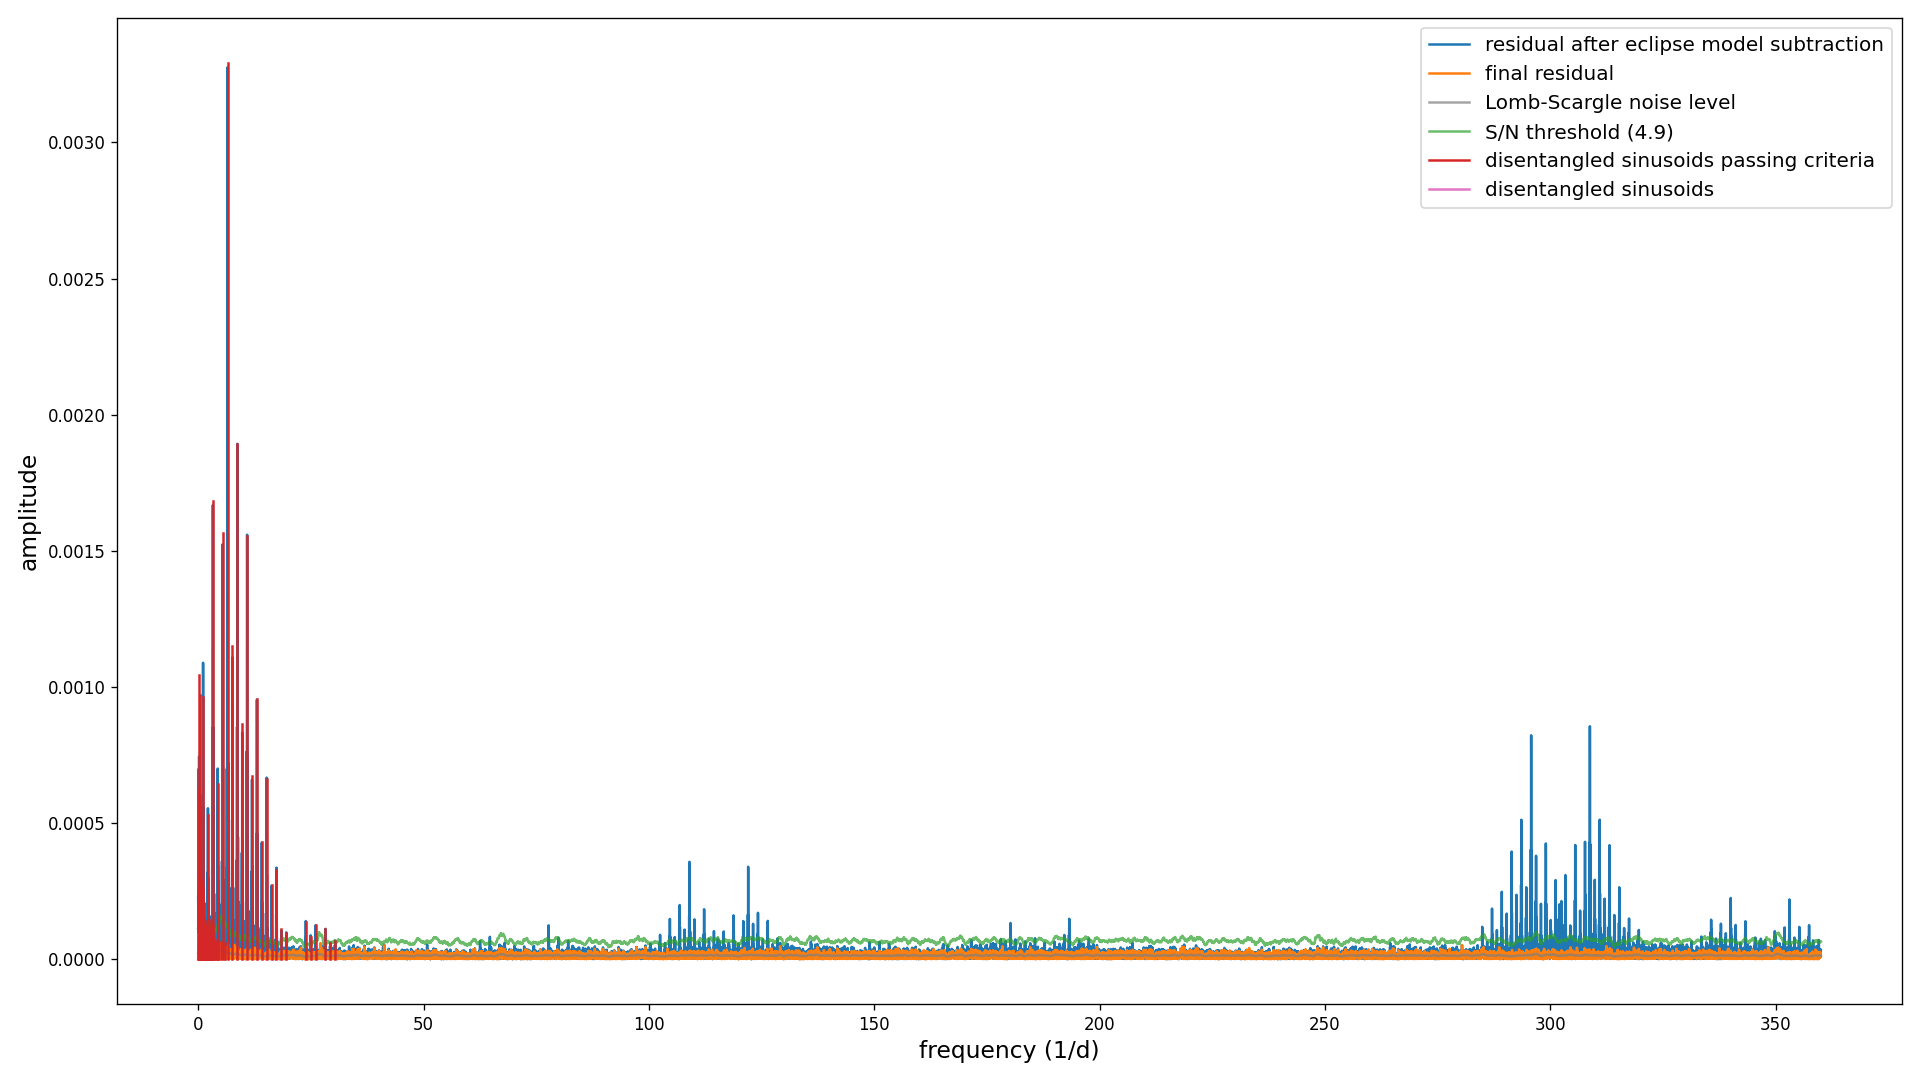 residual after eclipse model subtraction
final residual
Lomb-Scargle noise level
S/N threshold (4.9)
disentangled sinusoids passing criteria
disentangled sinusoids
0.0030
0.0025
0.0020
0.0015
0.0010
0.0005
0.0000
amplitude
0 50 100 150 200 250 300 350
frequency (1/d)